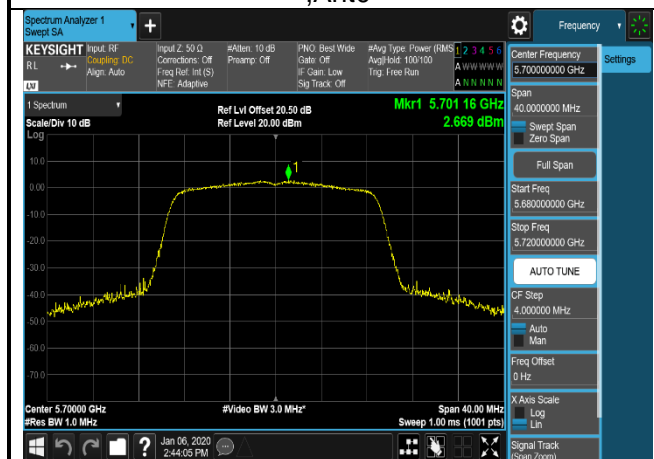 Spectrum Analyzer 1
Swept SA
Frequency
KEYSIGHT
RL
LXI
Input: RF
Coupling: DC
Align: Auto
Input Z: 50 Ω
Corrections: Off
Freq Ref: Int (S)
NFE: Adaptive
#Atten: 10 dB
Preamp: Off
PNO: Best Wide
Gate: Off
IF Gain: Low
Sig Track: Off
#Avg Type: Power (RMS
Avg|Hold: 100/100
Trig: Free Run
1 2 3 4 5 6
A WW WW W
A N N N N N
1 Spectrum
Scale/Div 10 dB
Log
Ref Lvl Offset 20.50 dB
Ref Level 20.00 dBm
Mkr1 5.701 16 GHz
2.669 dBm
1
10.0
0.00
-10.0
-20.0
-30.0
-40.0
-50.0
-60.0
-70.0
Center 5.70000 GHz
#Res BW 1.0 MHz
#Video BW 3.0 MHz*
Span 40.00 MHz
Sweep 1.00 ms (1001 pts)
Jan 06, 2020
2:44:05 PM
Center Frequency
5.700000000 GHz
Settings
Span
40.0000000 MHz
Swept Span
Zero Span
Full Span
Start Freq
5.680000000 GHz
Stop Freq
5.720000000 GHz
AUTO TUNE
CF Step
4.000000 MHz
Auto
Man
Freq Offset
0 Hz
X Axis Scale
Log
Lin
Signal Track
(Span Zoom)